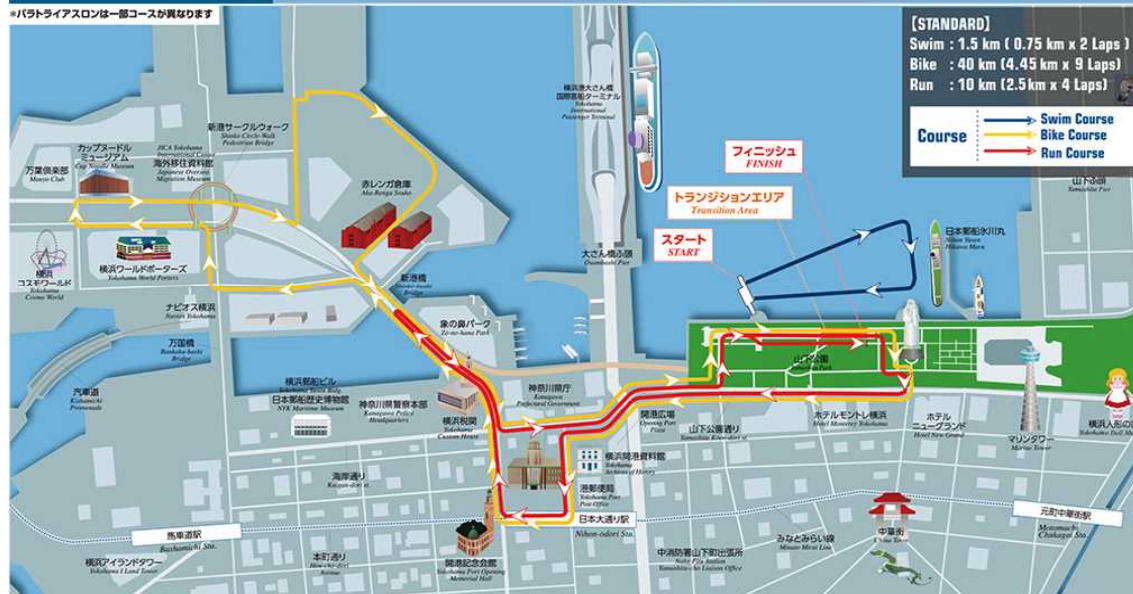 *パラトライアスロンは一部コースが異なります
【STANDARD】
Swim : 1.5 km ( 0.75 km x 2 Laps )
Bike : 40 km (4.45 km x 9 Laps)
Run : 10 km (2.5km x 4 Laps)
Course
Swim Course
Bike Course
Run Course
横浜港大さん橋
国際客船ターミナル
Yokohama
International
Passenger Terminal
新港サークルウォーク
Shinko Circle-Walk
Pedestrian Bridge
カップヌードル
ミュージアム
Cup Noodle Museum
JICA Yokohama
International Center
海外移住資料館
Japanese Overseas
Migration Museum
万葉倶楽部
Manyo Club
赤レンガ倉庫
Aka-Renga Souko
フィニッシュ
FINISH
トランジションエリア
Transition Area
スタート
START
山下ふ頭
Yamashita Pier
日本郵船氷川丸
Nihon Yusen
Hikawa Maru
大さん橋ふ頭
Osanbashi Pier
横浜
コスモワールド
Yokohama
Cosmo World
横浜ワールドポーターズ
Yokohama World Porters
新港橋
Bridge
ナビオス横浜
Navios Yokohama
象の鼻パーク
Zo-no-hana Park
万国橋
Bankoku-bashi
Bridge
汽車道
Kishamichi
Promenade
横浜郵船ビル
Yokohama Yusen Bldg.
日本郵船歴史博物館
NYK Maritime Museum
神奈川県警察本部
Kanagawa Police
Headquarters
横浜税関
Yokohama
Custom House
神奈川県庁
Kanagawa
Prefectural Government
開港広場
Opening Port
Plaza
山下公園
Yamashita Park
山下公園通り
ホテルモントレ横浜
Hotel Monterey Yokohama
ホテル
ニューグランド
Hotel New Grand
マリンタワー
Marine Tower
横浜人形の
Yokohama Doll
横浜開港資料館
Yokohama
Archives of History
港郵便局
Yokohama Port
Post Office
海岸通り
Kaigan-dori st.
馬車道駅
Bashamichi Sta.
日本大通り駅
Nihon-odori Sta.
元町中華街駅
Motomachi
Chukagai Sta.
横浜アイランドタワー
Yokohama I Land Tower
本町通り
Hon-cho-dori
Avenue
開港記念会館
Yokohama Port Opening
Memorial Hall
中消防署山下町出張所
Naka Fire Station
Yamashita-cho Liaison Office
みなとみらい線
Minato Mirai Line
中華街
China Town